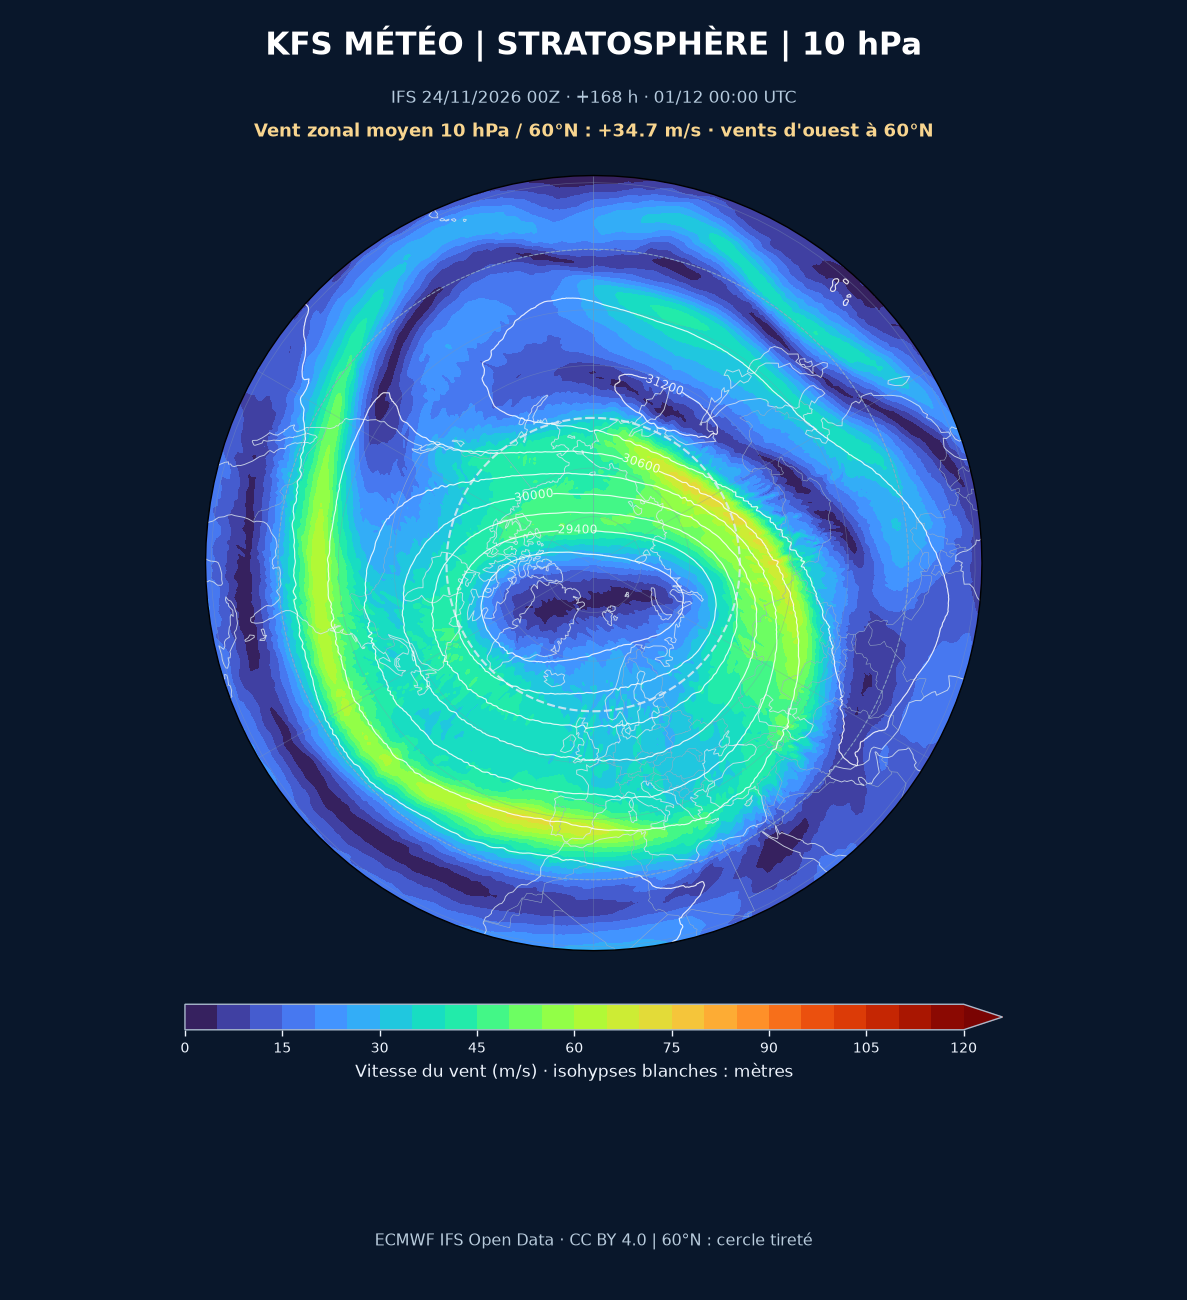 KFS MÉTÉO | STRATOSPHÈRE | 10 hPa
IFS 24/11/2026 00Z · +168 h · 01/12 00:00 UTC
Vent zonal moyen 10 hPa / 60°N : +34.7 m/s · vents d'ouest à 60°N
31200
30600
30000
29400
0 15 30 45 60 75 90 105 120
Vitesse du vent (m/s) · isohypses blanches : mètres
ECMWF IFS Open Data · CC BY 4.0 | 60°N : cercle tireté